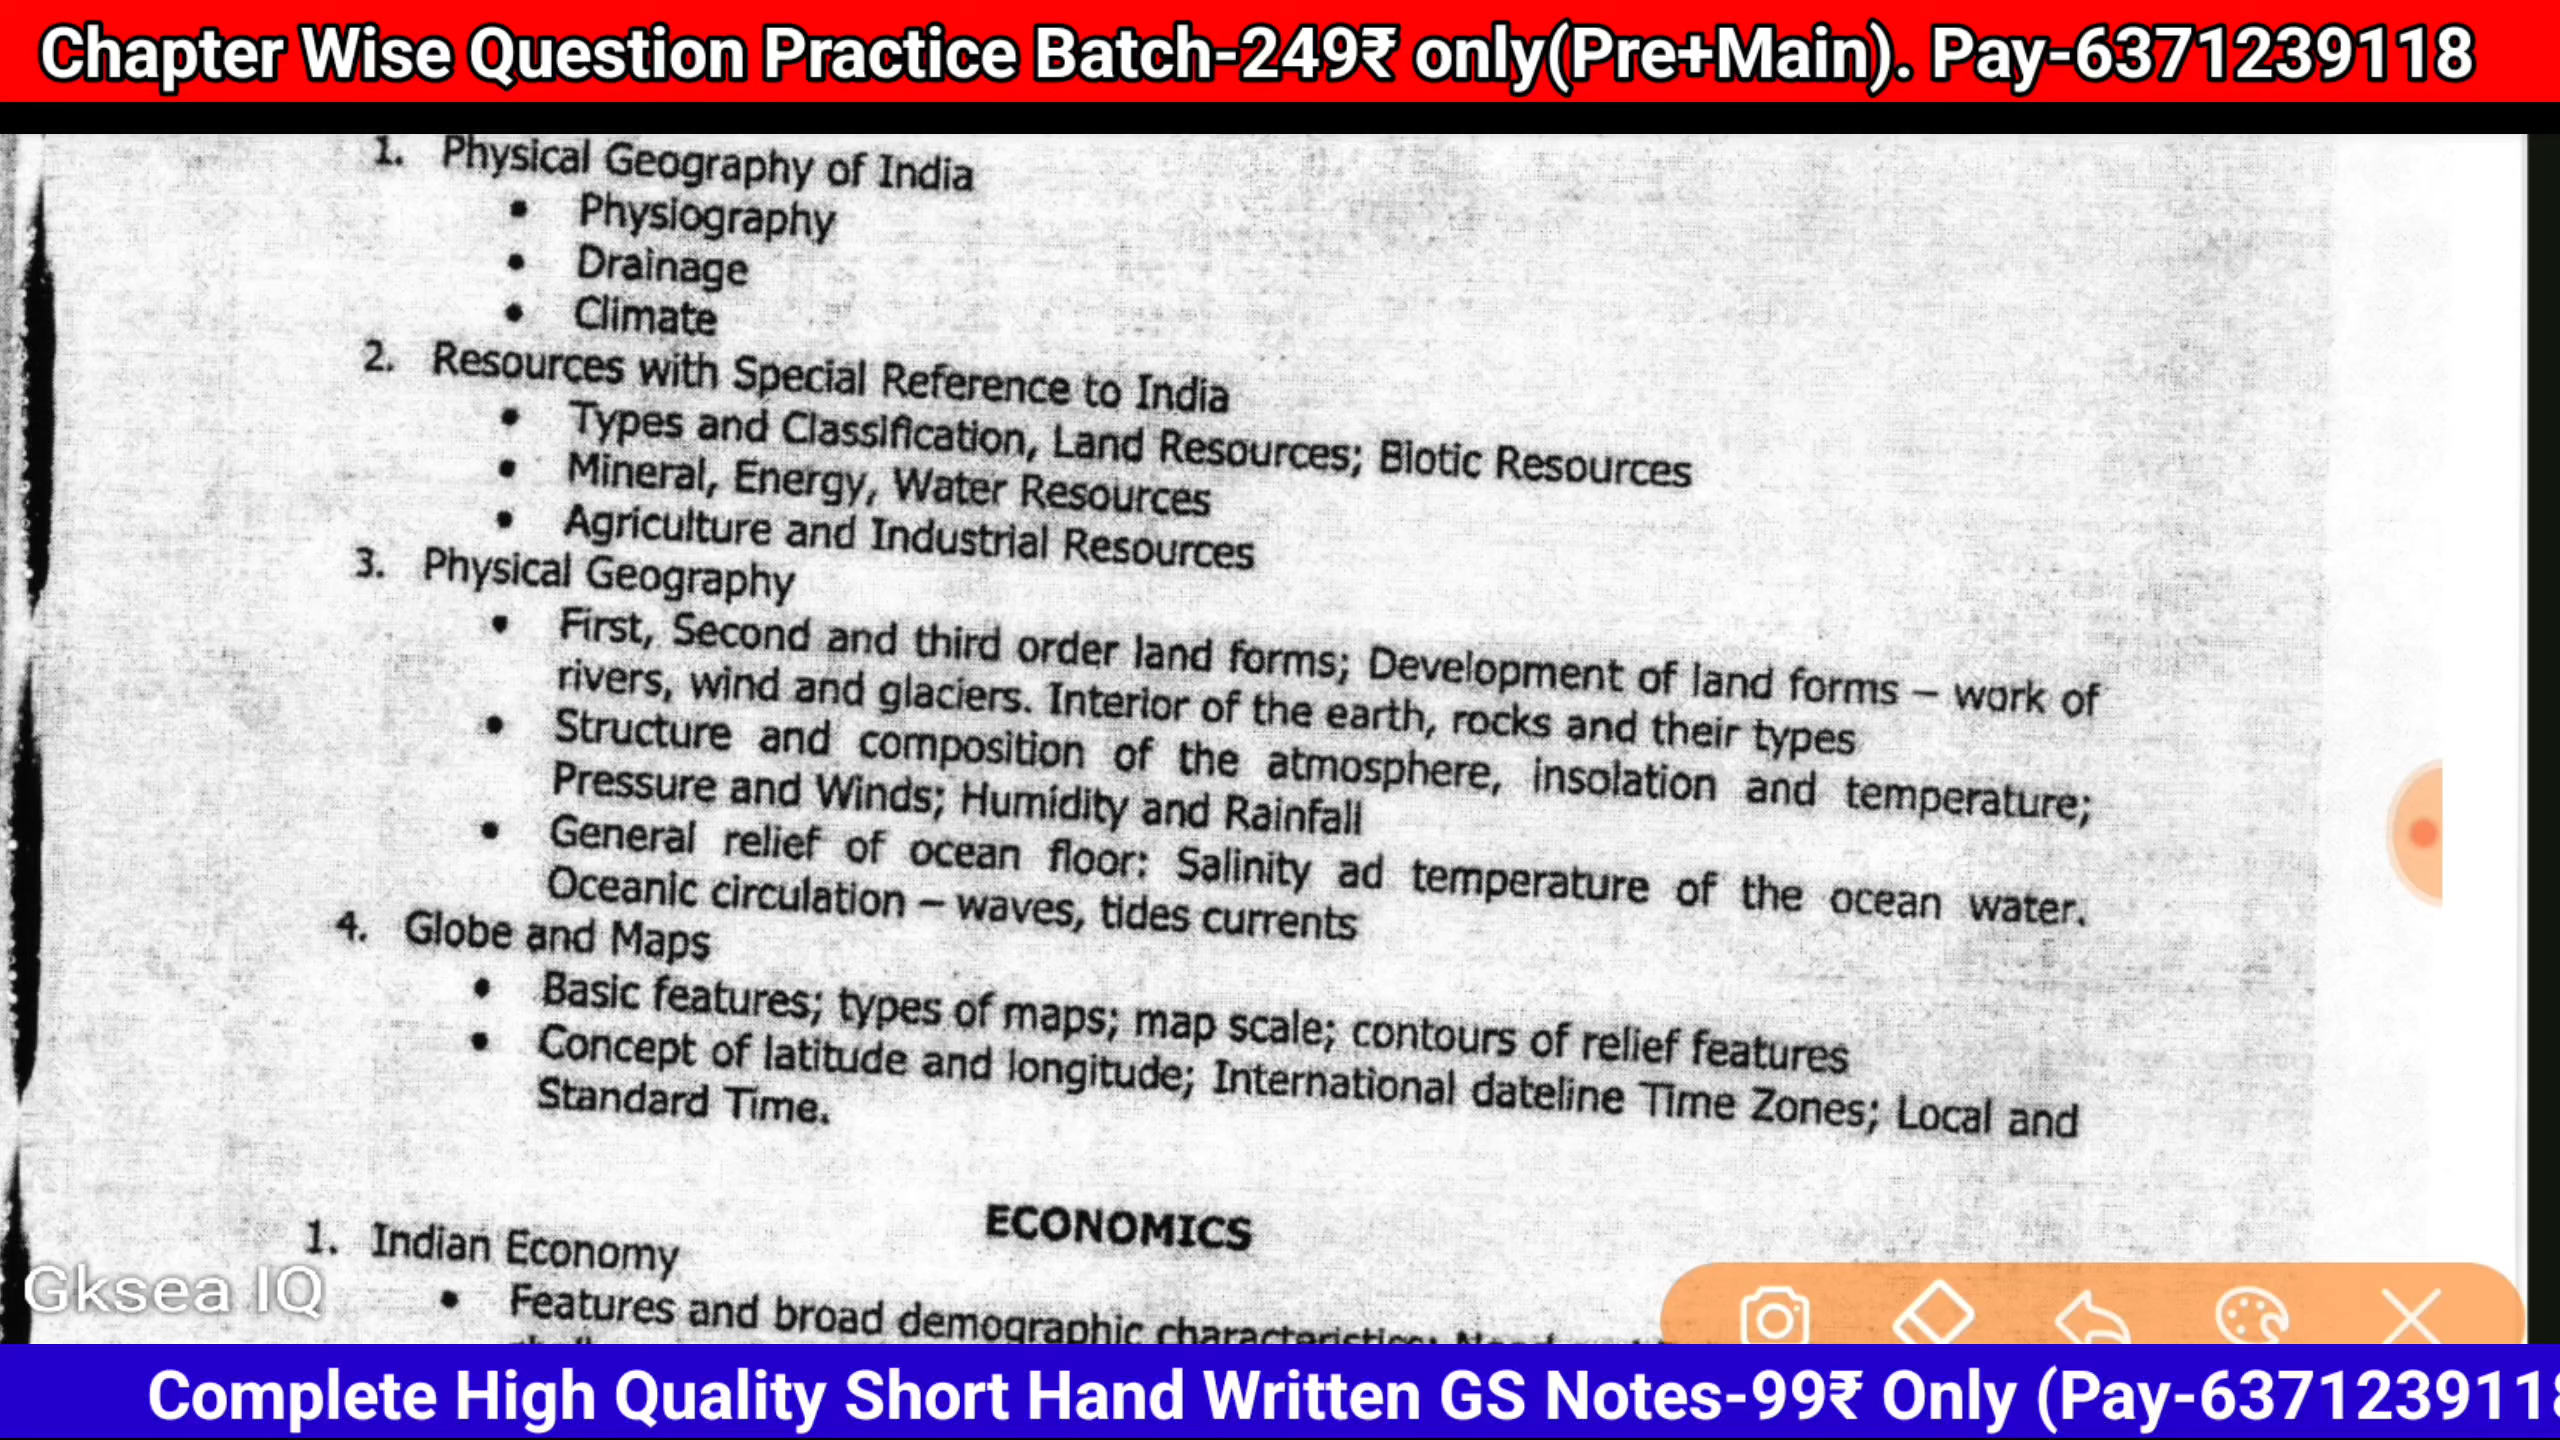 Chapter Wise Question Practice Batch-249₹ only(Pre+Main). Pay-6371239118
1. Physical Geography of India
• Physiography
• Drainage
• Climate
2. Resources with Special Reference to India
• Types and Classification, Land Resources; Biotic Resources
• Mineral, Energy, Water Resources
• Agriculture and Industrial Resources
3. Physical Geography
• First, Second and third order land forms; Development of land forms – work of
rivers, wind and glaciers. Interior of the earth, rocks and their types
• Structure and composition of the atmosphere, insolation and temperature;
Pressure and Winds; Humidity and Rainfall
• General relief of ocean floor: Salinity ad temperature of the ocean water.
Oceanic circulation – waves, tides currents
4. Globe and Maps
• Basic features; types of maps; map scale; contours of relief features
• Concept of latitude and longitude; International dateline Time Zones; Local and
Standard Time.
ECONOMICS
1. Indian Economy
Gksea IQ
• Features and broad demographic characteristics;
Complete High Quality Short Hand Written GS Notes-99₹ Only (Pay-6371239118